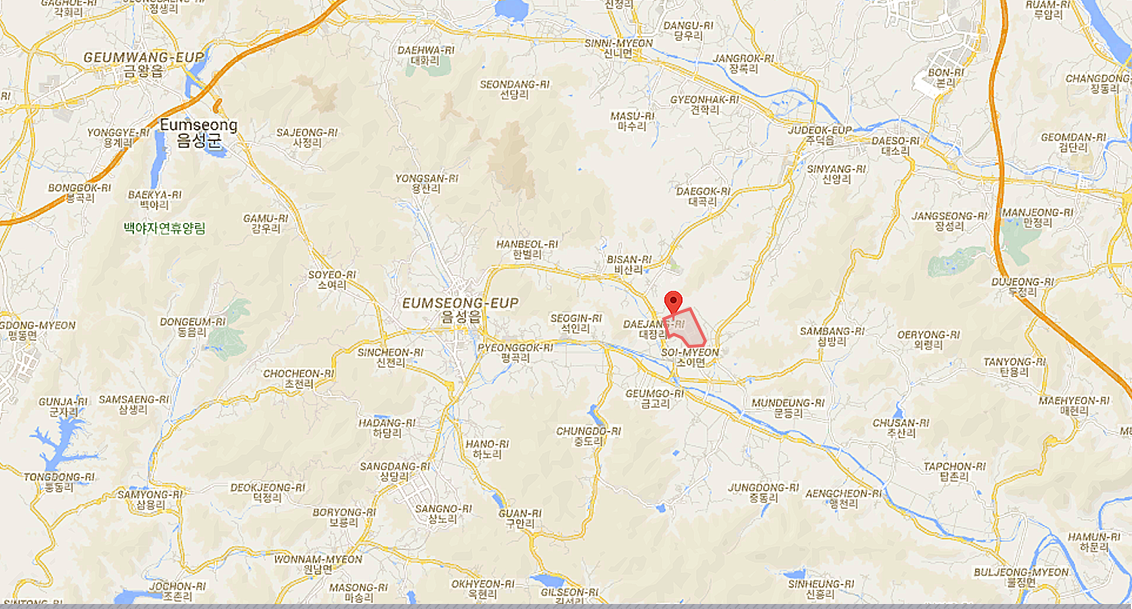 GAGHUE-RI
각회리
생리
신정리
RUAM-RI
루암리
DANGU-RI
당우리
GEUMWANG-EUP
금왕읍
DAEHWA-RI
대화리
SINNI-MYEON
신니면
JANGROK-RI
장록리
BON-RI
본리
CHANGDONG-
창동리
SEONDANG-RI
선당리
GYEONHAK-RI
견학리
MASU-RI
마수리
Eumseong
음성군
YONGGYE-RI
용계리
SAJEONG-RI
사정리
JUDEOK-EUP
주덕읍
DAESO-RI
대소리
GEOMDAN-RI
검단리
SINYANG-RI
신양리
YONGSAN-RI
용산리
BONGGOK-RI
봉곡리
BAEKYA-RI
백야리
DAEGOK-RI
대곡리
백야자연휴양림
GAMU-RI
감우리
JANGSEONG-RI
장성리
MANJEONG-RI
만정리
HANBEOL-RI
한벌리
BISAN-RI
비산리
SOYEO-RI
소여리
DUJEONG-RI
두정리
EUMSEONG-EUP
음성읍
DONGEUM-RI
동음리
SEOGIN-RI
석인리
DAEJANG-RI
대장리
GDONG-MYEON
맹동면
SAMBANG-RI
삼방리
OERYONG-RI
외령리
SINCHEON-RI
신천리
PYEONGGOK-RI
평곡리
SOI-MYEON
소이면
TANYONG-RI
탄용리
CHOCHEON-RI
초천리
GEUMGO-RI
금고리
GUNJA-RI
군자리
SAMSAENG-RI
삼생리
MUNDEUNG-RI
문등리
MAEHYEON-RI
매현리
HADANG-RI
하당리
CHUNGDO-RI
충도리
CHUSAN-RI
추산리
HANO-RI
하노리
SANGDANG-RI
상당리
TAPCHON-RI
탑촌리
TONGDONG-RI
통동리
SAMYONG-RI
삼용리
DEOKJEONG-RI
덕정리
JUNGDONG-RI
중동리
AENGCHEON-RI
앵천리
BORYONG-RI
보룡리
SANGNO-RI
상노리
GUAN-RI
구안리
HAMUN-RI
하문리
WONNAM-MYEON
원남면
BULJEONG-MYEON
불정면
JOCHON-RI
조촌리
MASONG-RI
마송리
OKHYEON-RI
옥현리
GILSEON-RI
SINHEUNG-RI
신흥리
SINTONG-RI